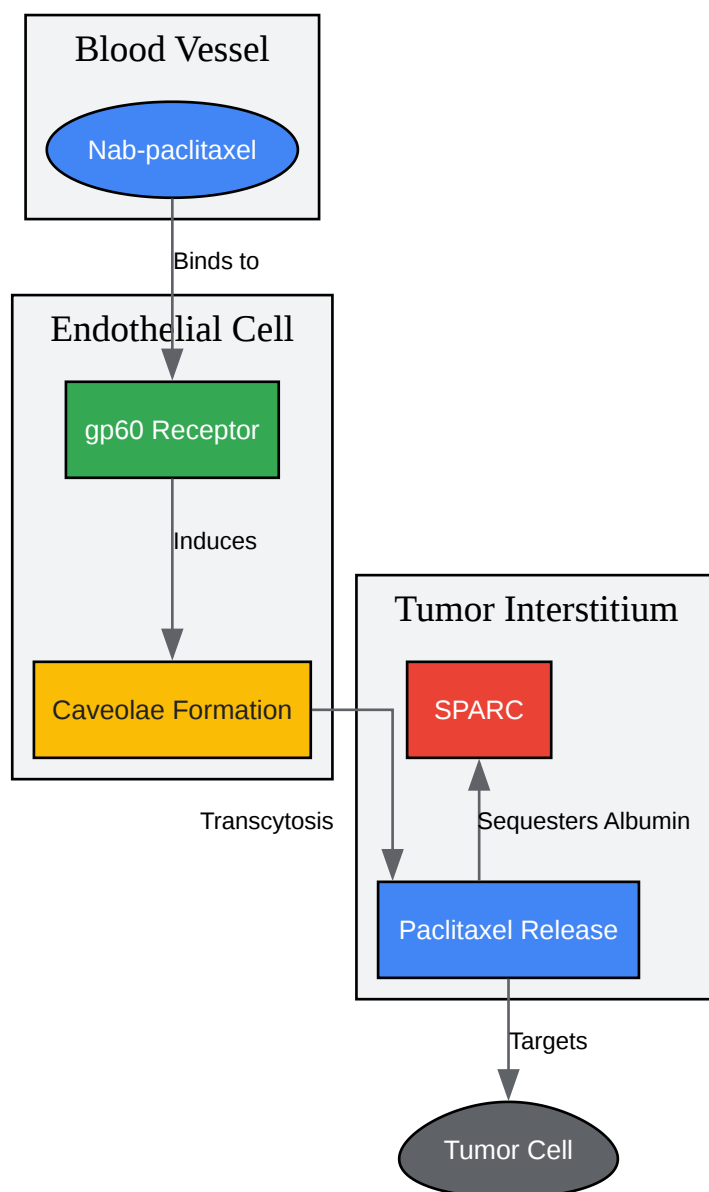 Blood Vessel
Nab-paclitaxel
Binds to
Endothelial Cell
gp60 Receptor
Induces
Caveolae Formation
Tumor Interstitium
SPARC
Transcytosis
Sequesters Albumin
Paclitaxel Release
Targets
Tumor Cell